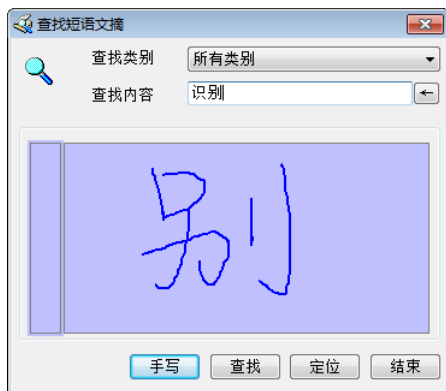 查找短语文摘
查找类别 所有类别
查找内容 识别
别
手写 查找 定位 结束